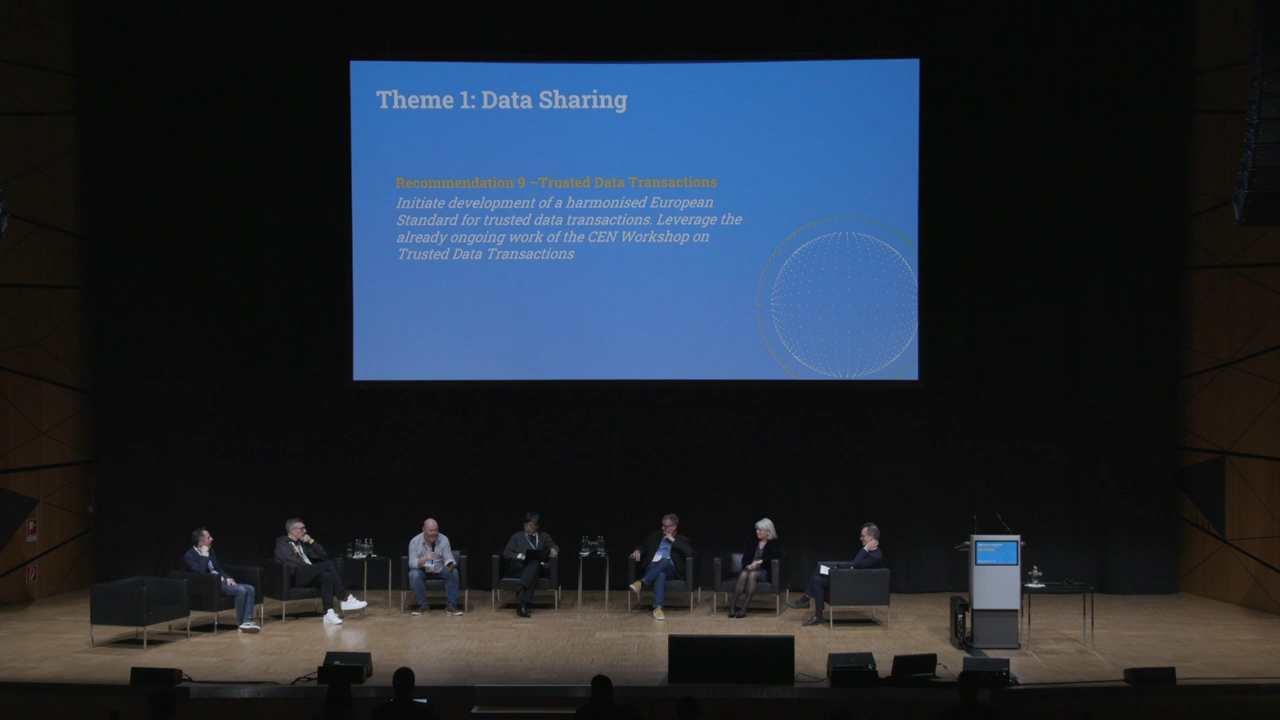 Theme 1: Data Sharing
Recommendation 9 –Trusted Data Transactions
Initiate development of a harmonised European
Standard for trusted data transactions. Leverage the
already ongoing work of the CEN Workshop on
Trusted Data Transactions